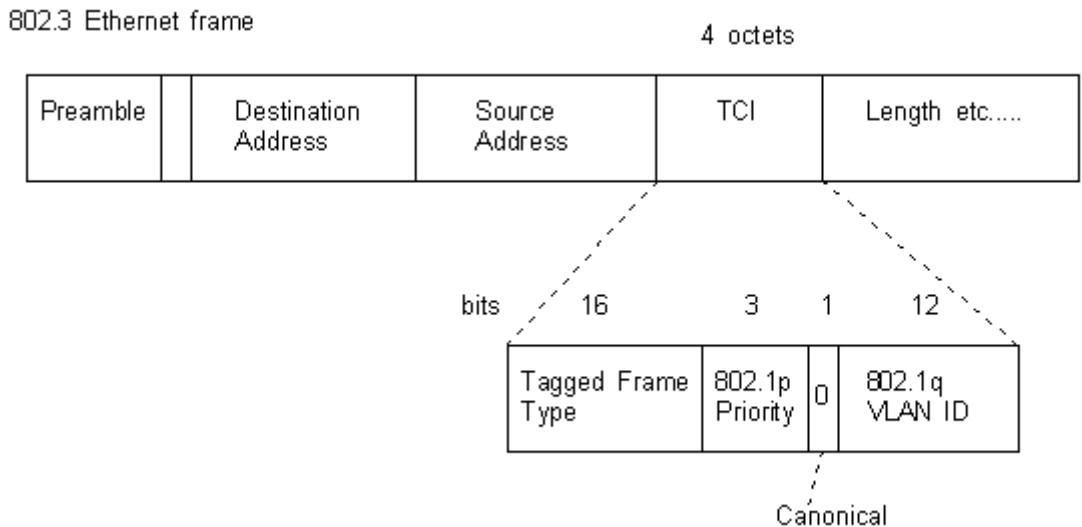 802.3 Ethernet frame
4 octets
Preamble
Destination
Address
Source
Address
TCI
Length etc.....
bits 16 3 1 12
Tagged Frame
Type
802.1p
Priority
0
802.1q
VLAN ID
Canonical